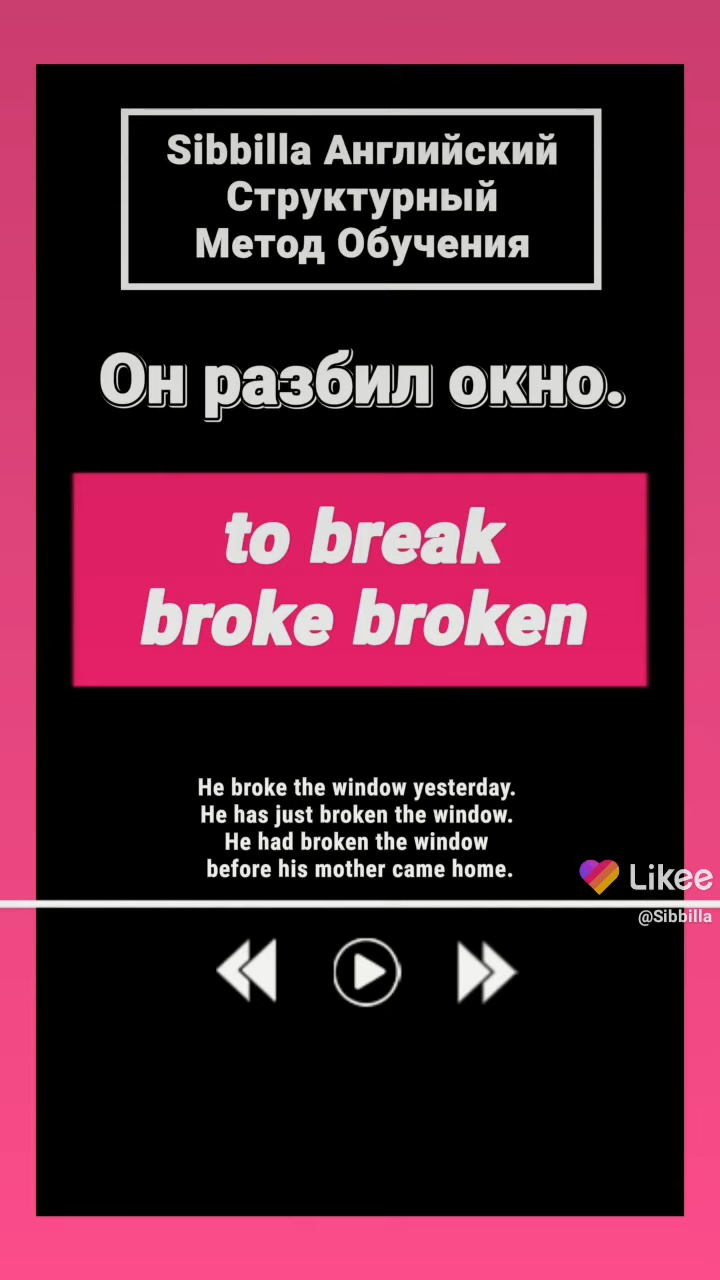 Sibbilla Английский
Структурный
Метод Обучения
Он разбил окно.
to break
broke broken
He broke the window yesterday.
He has just broken the window.
He had broken the window
before his mother came home.
Likee
@Sibbilla